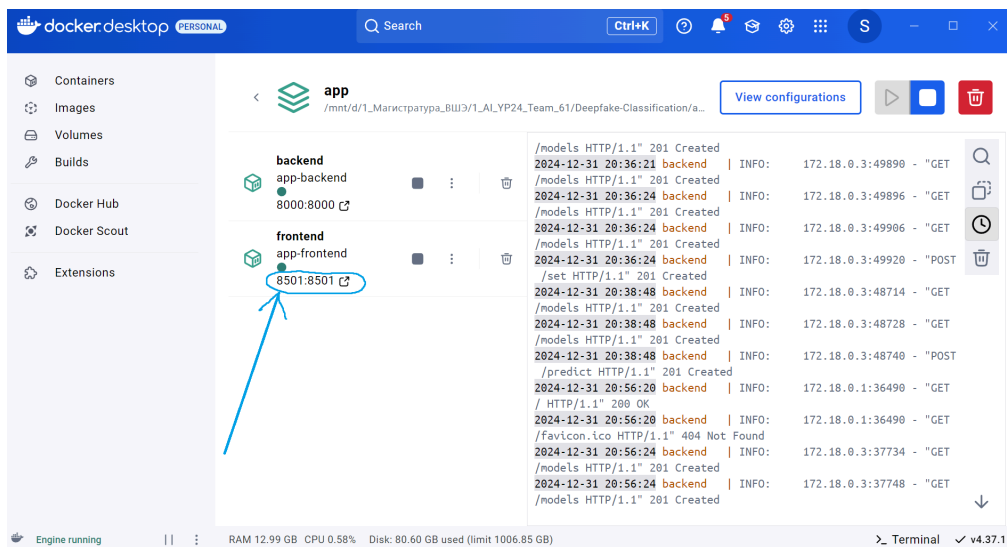 docker.desktop PERSONAL
Search
Ctrl+K
5
S
Containers
Images
Volumes
Builds
Docker Hub
Docker Scout
Extensions
app
/mnt/d/1_Магистратура_ВШЭ/1_AI_YP24_Team_61/Deepfake-Classification/a...
View configurations
backend
app-backend
8000:8000
frontend
app-frontend
8501:8501
/models HTTP/1.1" 201 Created
2024-12-31 20:36:21 backend | INFO: 172.18.0.3:49890 - "GET
/models HTTP/1.1" 201 Created
2024-12-31 20:36:24 backend | INFO: 172.18.0.3:49896 - "GET
/models HTTP/1.1" 201 Created
2024-12-31 20:36:24 backend | INFO: 172.18.0.3:49906 - "GET
/models HTTP/1.1" 201 Created
2024-12-31 20:36:24 backend | INFO: 172.18.0.3:49920 - "POST
/set HTTP/1.1" 201 Created
2024-12-31 20:38:48 backend | INFO: 172.18.0.3:48714 - "GET
/models HTTP/1.1" 201 Created
2024-12-31 20:38:48 backend | INFO: 172.18.0.3:48728 - "GET
/models HTTP/1.1" 201 Created
2024-12-31 20:38:48 backend | INFO: 172.18.0.3:48740 - "POST
/predict HTTP/1.1" 201 Created
2024-12-31 20:56:20 backend | INFO: 172.18.0.1:36490 - "GET
/ HTTP/1.1" 200 OK
2024-12-31 20:56:20 backend | INFO: 172.18.0.1:36490 - "GET
/favicon.ico HTTP/1.1" 404 Not Found
2024-12-31 20:56:24 backend | INFO: 172.18.0.3:37734 - "GET
/models HTTP/1.1" 201 Created
2024-12-31 20:56:24 backend | INFO: 172.18.0.3:37748 - "GET
/models HTTP/1.1" 201 Created
Engine running
RAM 12.99 GB CPU 0.58% Disk: 80.60 GB used (limit 1006.85 GB)
Terminal
v4.37.1